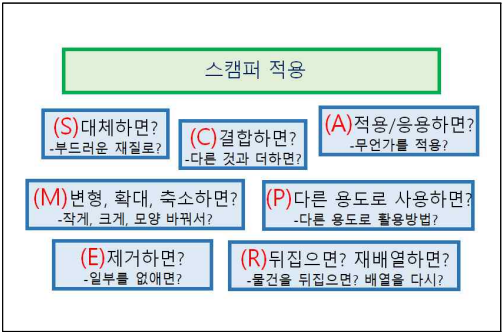 스캠퍼 적용
(S)대체하면?
-부드러운 재질로?
(C)결합하면?
-다른 것과 더하면?
(A)적용/응용하면?
-무언가를 적용?
(M)변형, 확대, 축소하면?
-작게, 크게, 모양 바꿔서?
(P)다른 용도로 사용하면?
-다른 용도로 활용방법?
(E)제거하면?
-일부를 없애면?
(R)뒤집으면? 재배열하면?
-물건을 뒤집으면? 배열을 다시?